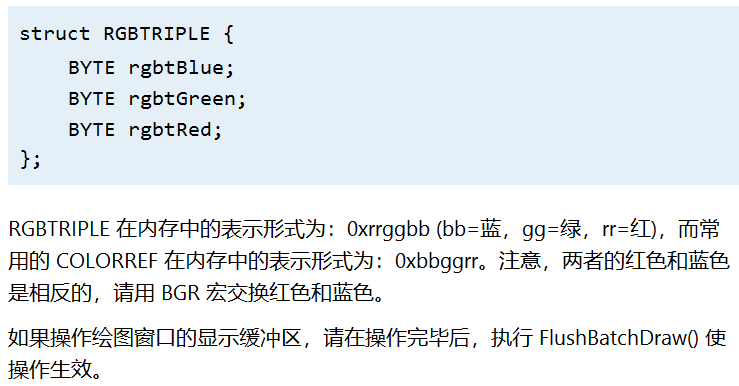 struct RGBTRIPLE {
    BYTE rgbtBlue;
    BYTE rgbtGreen;
    BYTE rgbtRed;
};
RGBTRIPLE 在内存中的表示形式为：0xrrggbb (bb=蓝，gg=绿，rr=红)，而常
用的 COLORREF 在内存中的表示形式为：0xbbggrr。注意，两者的红色和蓝色
是相反的，请用 BGR 宏交换红色和蓝色。
如果操作绘图窗口的显示缓冲区，请在操作完毕后，执行 FlushBatchDraw() 使
操作生效。